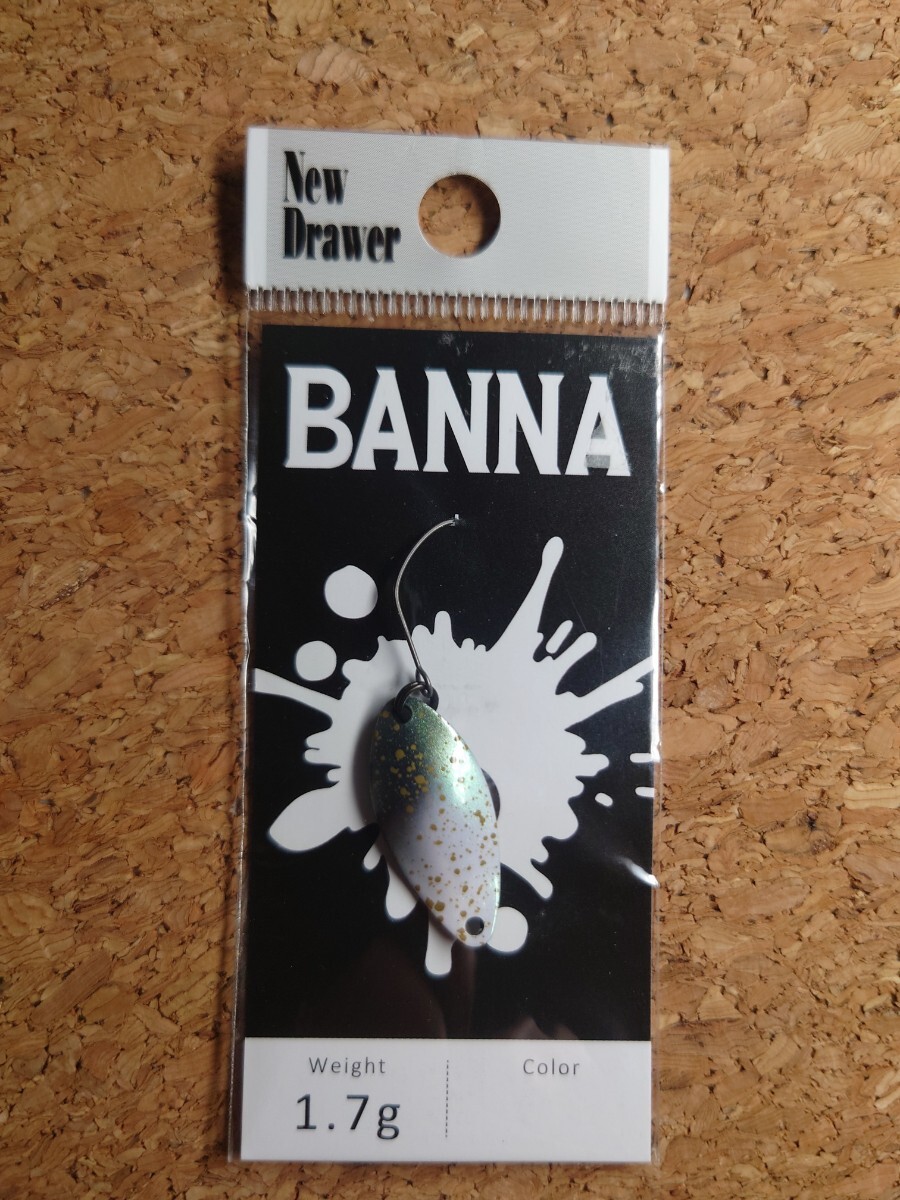 New
Drawer
BANNA
Weight
Color
1.7g